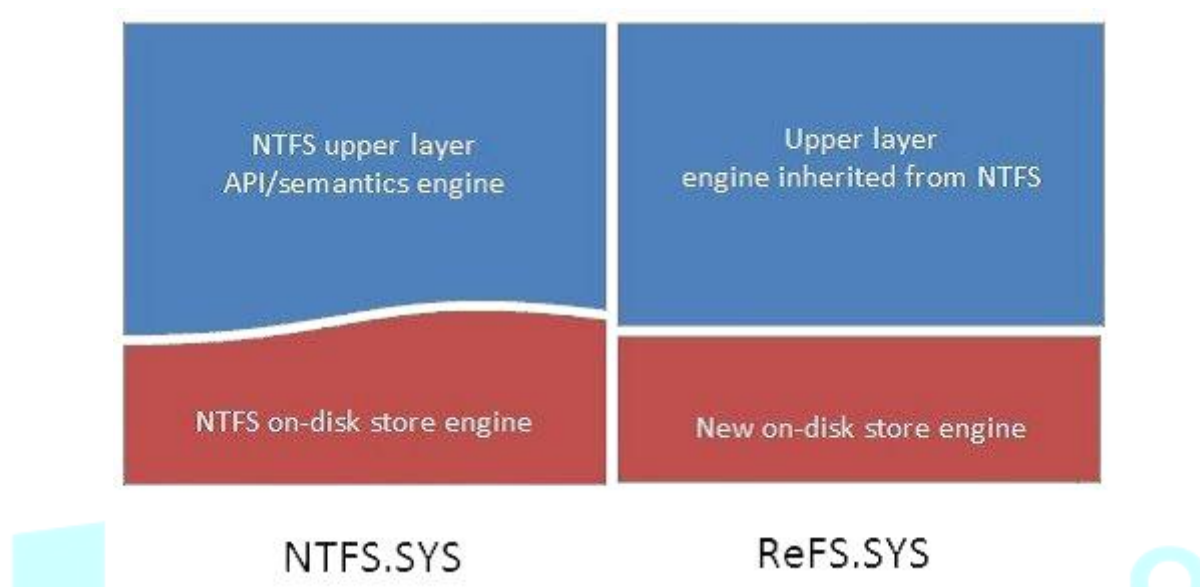 NTFS upper layer
API/semantics engine
Upper layer
engine inherited from NTFS
NTFS on-disk store engine
New on-disk store engine
NTFS.SYS
ReFS.SYS